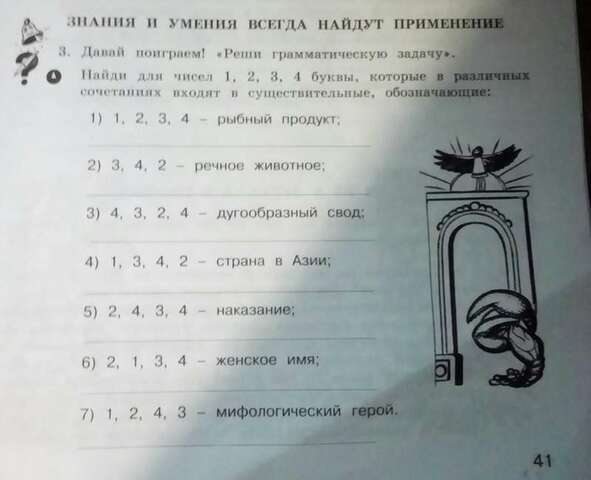 ЗНАНИЯ И УМЕНИЯ ВСЕГДА НАЙДУТ ПРИМЕНЕНИЕ
3. Давай поиграем! «Реши грамматическую задачу».
Найди для чисел 1, 2, 3, 4 буквы, которые в различных
сочетаниях входят в существительные, обозначающие:
1) 1, 2, 3, 4 – рыбный продукт;
2) 3, 4, 2 – речное животное;
3) 4, 3, 2, 4 – дугообразный свод;
4) 1, 3, 4, 2 – страна в Азии;
5) 2, 4, 3, 4 – наказание;
6) 2, 1, 3, 4 – женское имя;
7) 1, 2, 4, 3 – мифологический герой.
41